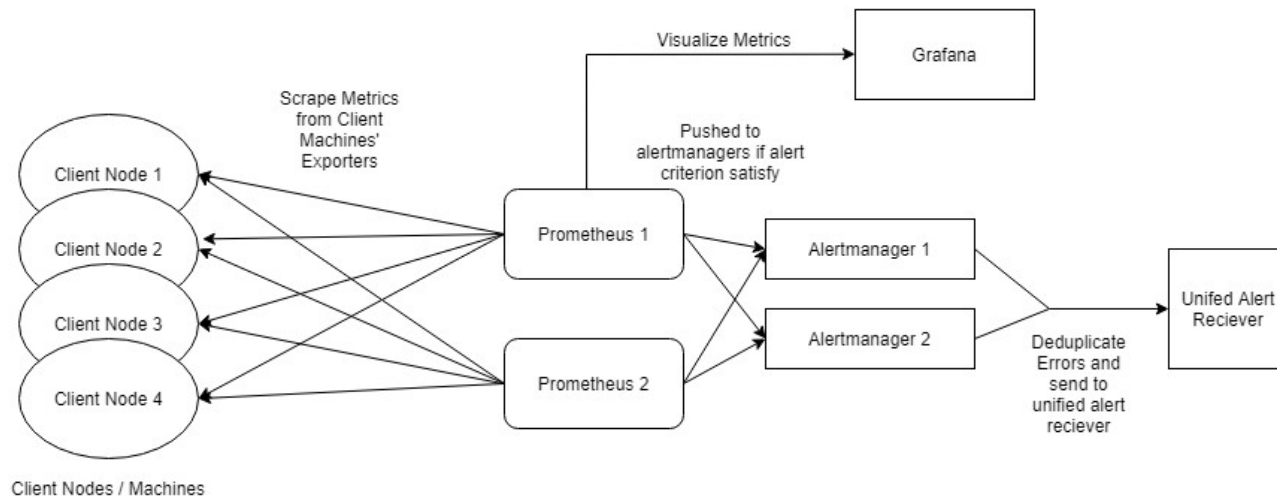 Visualize Metrics
Grafana
Scrape Metrics
from Client
Machines'
Exporters
Pushed to
alertmanagers if alert
criterion satisfy
Client Node 1
Client Node 2
Client Node 3
Client Node 4
Prometheus 1
Prometheus 2
Alertmanager 1
Alertmanager 2
Unifed Alert
Reciever
Deduplicate
Errors and
send to
unified alert
reciever
Client Nodes / Machines